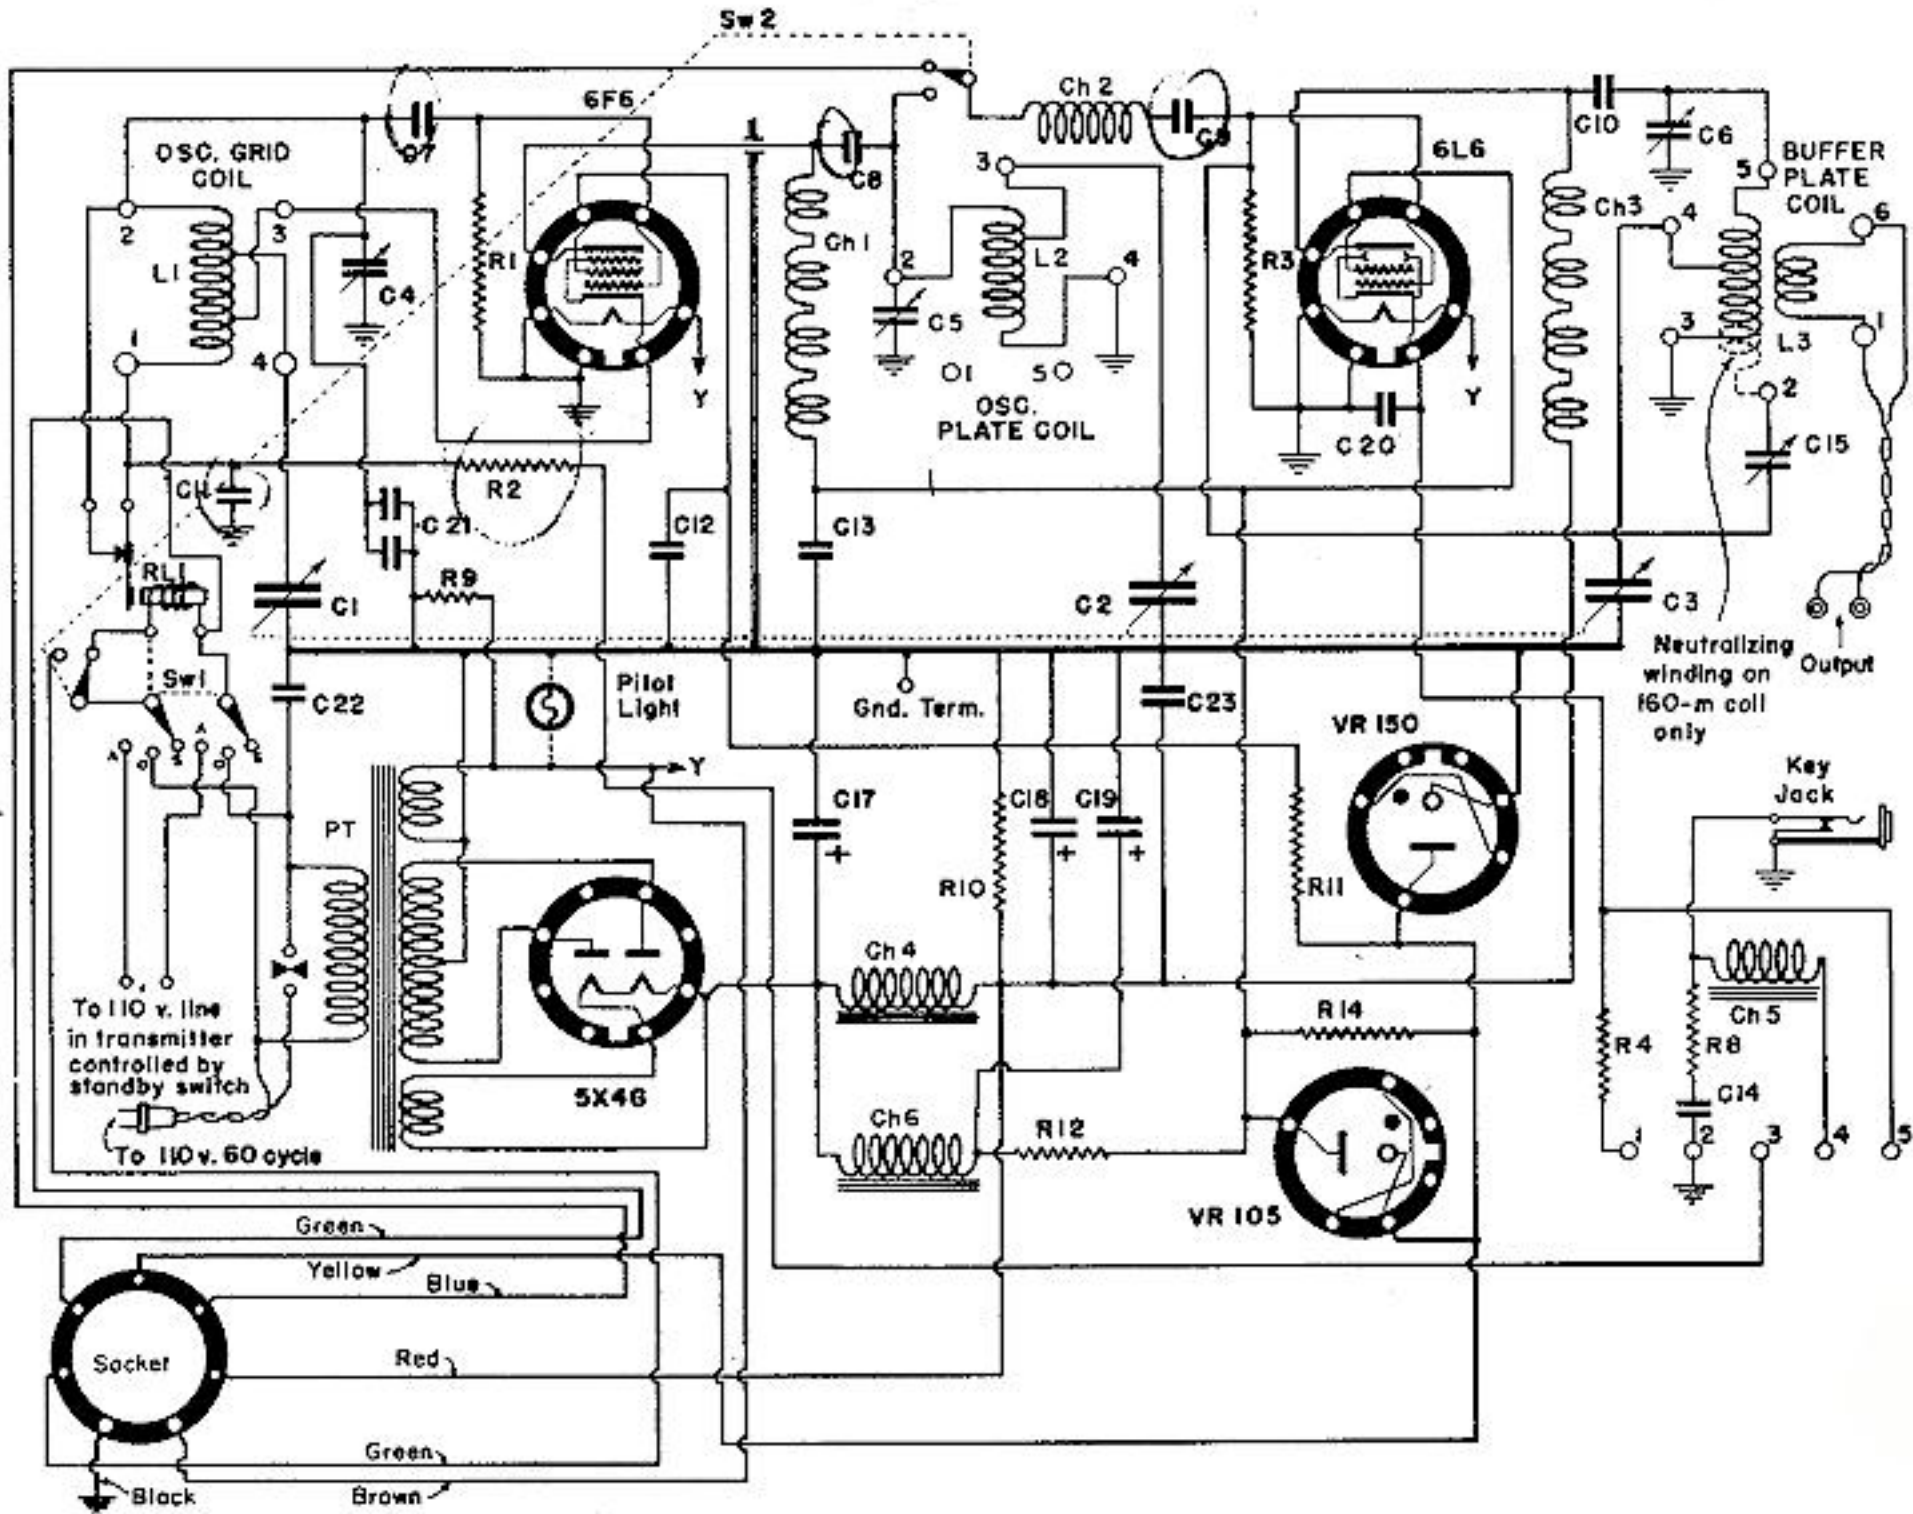 Sw 2
6F6
Ch 2
C10
C6
OSC. GRID
COIL
C7
C8
C9
6L6
BUFFER
PLATE
COIL
2
3
L1
R1
Ch 1
3
2
L2
4
R3
Ch3
4
5
6
C4
C5
1
4
Y
1
5
OSC.
PLATE COIL
Y
3
L3
1
2
C20
C15
R2
C21
C12
C13
RL1
C1
R9
C2
C3
Neutralizing
winding on
160-m coil
only
Output
Sw1
C22
Pilot
Light
Gnd. Term.
C23
VR 150
A
A
Y
PT
C17
+
C18
+
C19
+
Key
Jack
R10
R11
Ch 4
To 110 v. line
in transmitter
controlled by
standby switch
5X4G
R14
R4
R8
Ch 5
C14
Ch 6
R12
1
2
3
4
5
To 110 v. 60 cycle
VR 105
Green
Yellow
Blue
Socket
Red
Green
Black
Brown